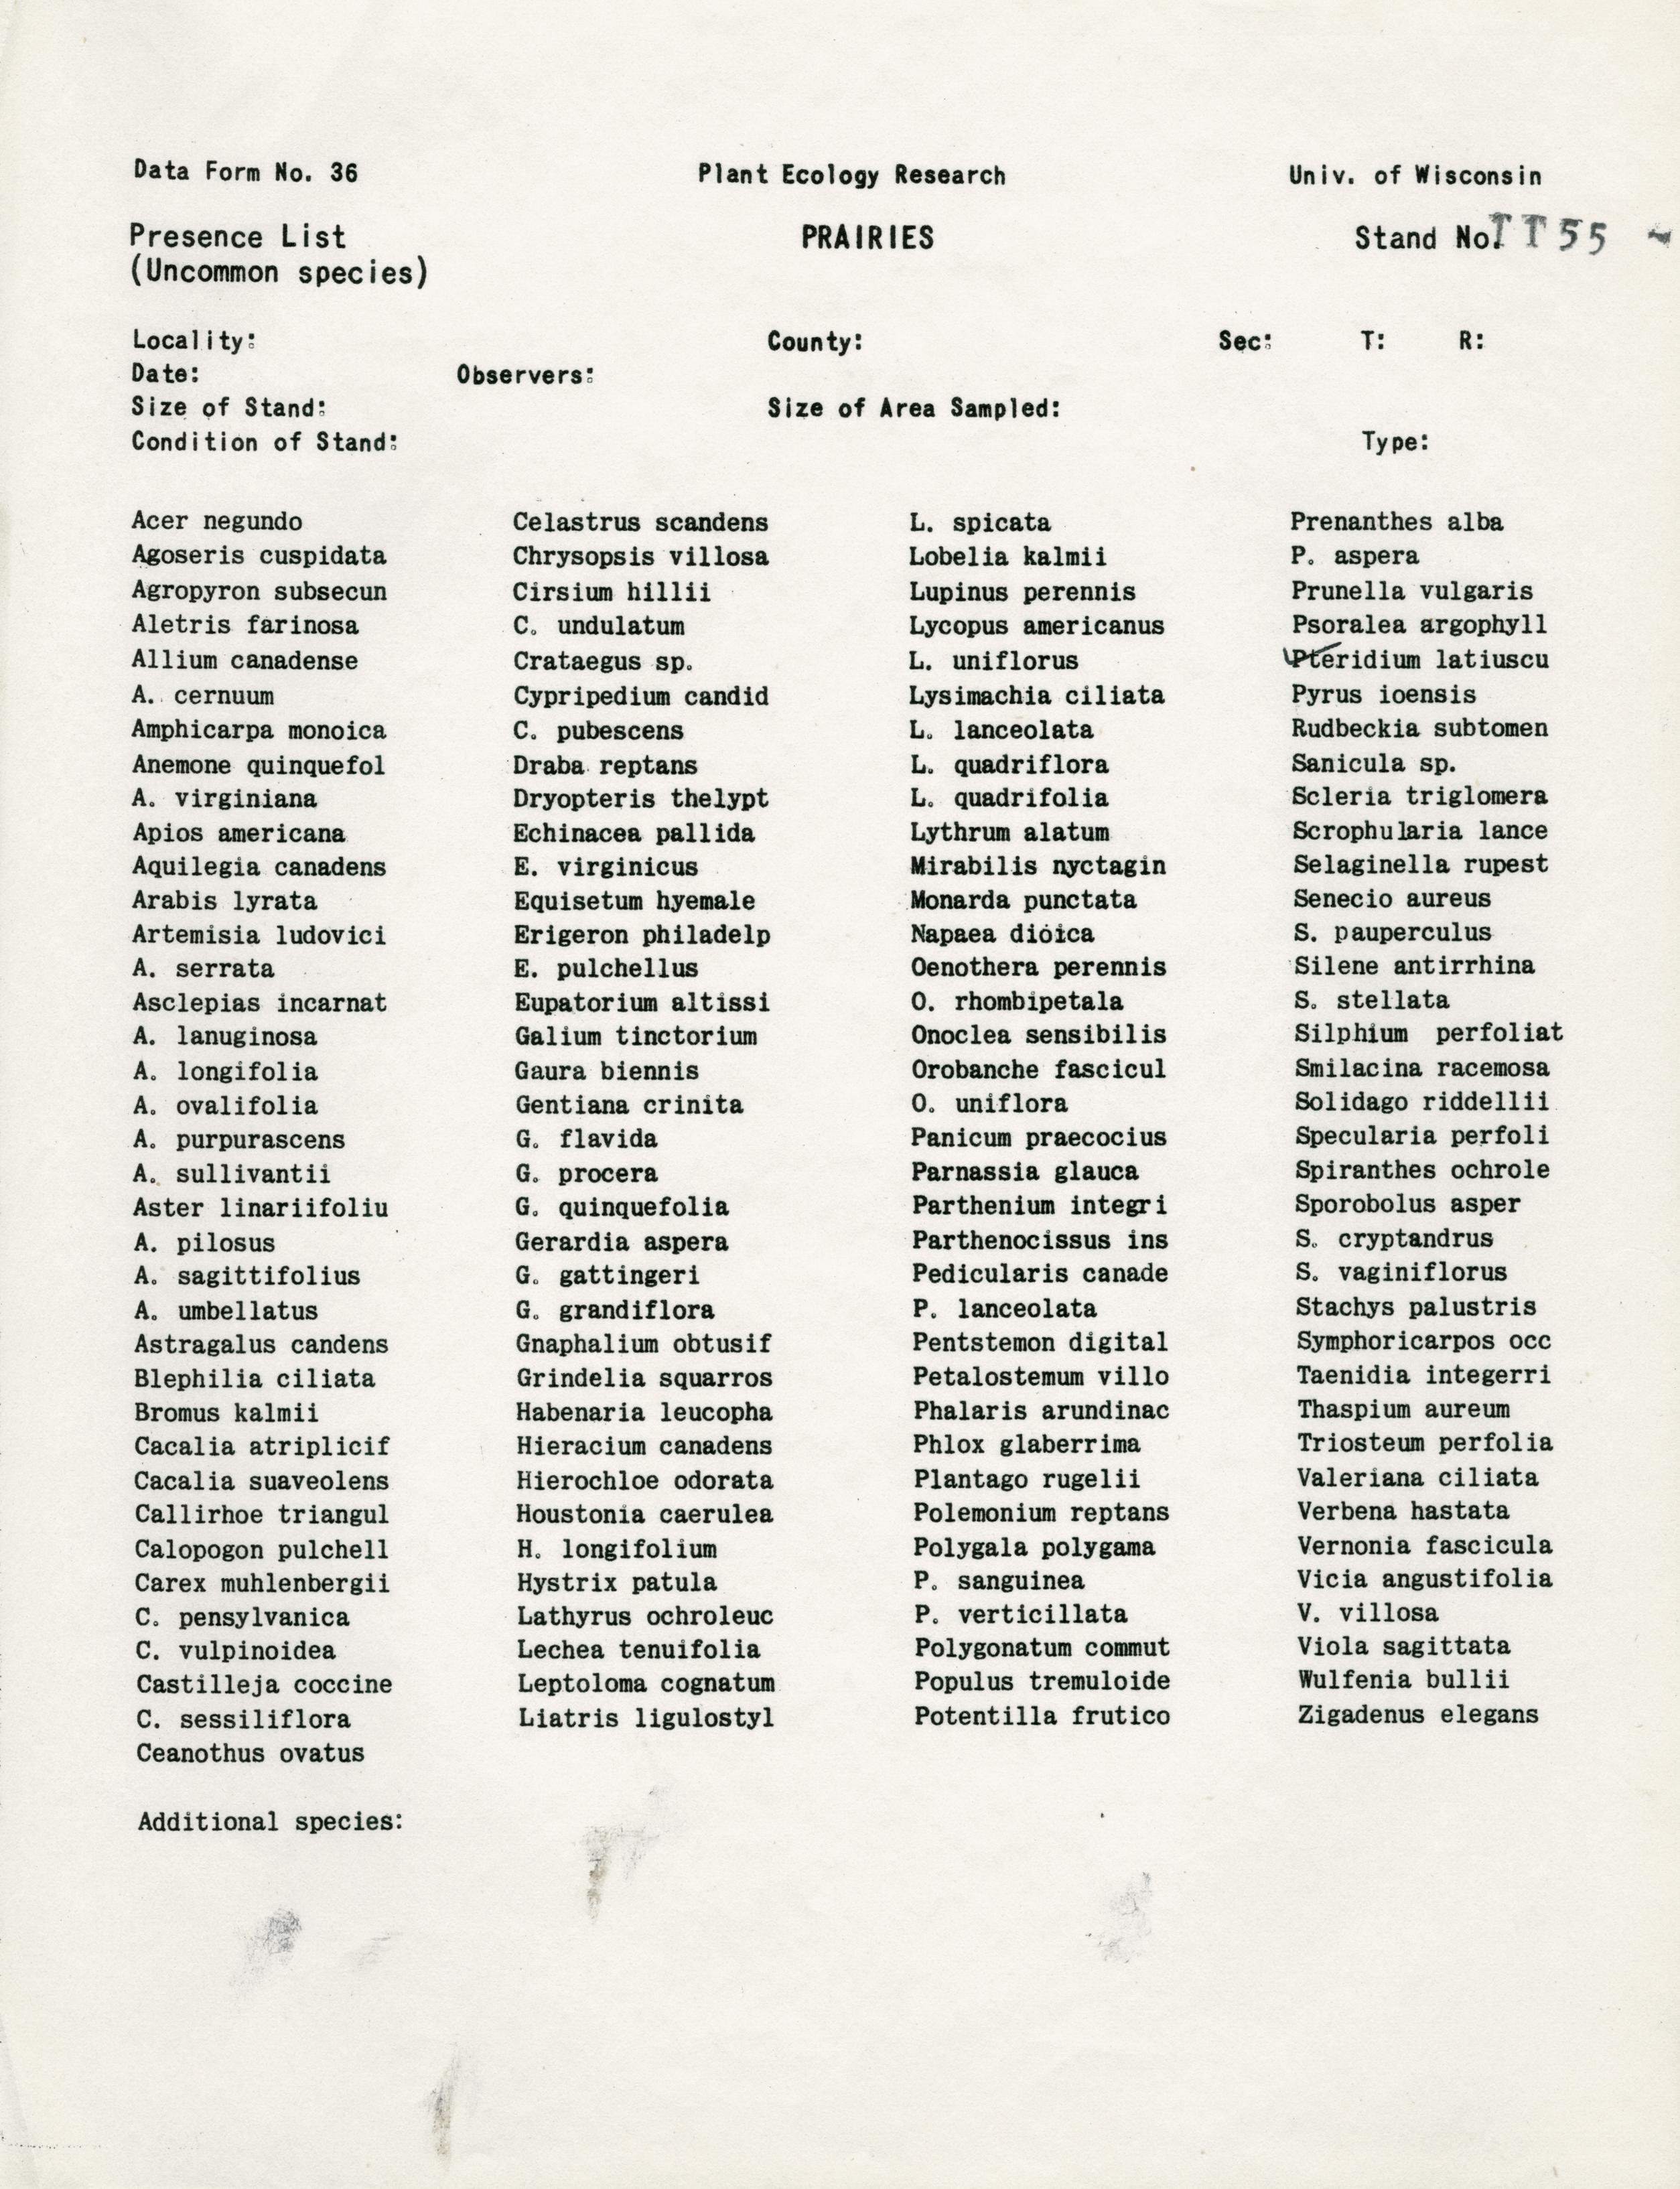 Data Form No. 36 Plant Ecology Research Univ. of Wisconsin
Presence List PRAIRIES Stand No. TT55
(Uncommon species)
Locality: County: Sec: T: R:
Date: Observers:
Size of Stand: Size of Area Sampled:
Condition of Stand: Type:
Acer negundo
Agoseris cuspidata
Agropyron subsecun
Aletris farinosa
Allium canadense
A. cernuum
Amphicarpa monoica
Anemone quinquefol
A. virginiana
Apios americana
Aquilegia canadens
Arabis lyrata
Artemisia ludovici
A. serrata
Asclepias incarnat
A. lanuginosa
A. longifolia
A. ovalifolia
A. purpurascens
A. sullivantii
Aster linariifoliu
A. pilosus
A. sagittifolius
A. umbellatus
Astragalus candens
Blephilia ciliata
Bromus kalmii
Cacalia atriplicif
Cacalia suaveolens
Callirhoe triangul
Calopogon pulchell
Carex muhlenbergii
C. pensylvanica
C. vulpinoidea
Castilleja coccine
C. sessiliflora
Ceanothus ovatus
Celastrus scandens
Chrysopsis villosa
Cirsium hillii
C. undulatum
Crataegus sp.
Cypripedium candid
C. pubescens
Draba reptans
Dryopteris thelypt
Echinacea pallida
E. virginicus
Equisetum hyemale
Erigeron philadelp
E. pulchellus
Eupatorium altissi
Galium tinctorium
Gaura biennis
Gentiana crinita
G. flavida
G. procera
G. quinquefolia
Gerardia aspera
G. gattingeri
G. grandiflora
Gnaphalium obtusif
Grindelia squarros
Habenaria leucopha
Hieracium canadens
Hierochloe odorata
Houstonia caerulea
H. longifolium
Hystrix patula
Lathyrus ochroleuc
Lechea tenuifolia
Leptoloma cognatum
Liatris ligulostyl
L. spicata
Lobelia kalmii
Lupinus perennis
Lycopus americanus
L. uniflorus
Lysimachia ciliata
L. lanceolata
L. quadriflora
L. quadrifolia
Lythrum alatum
Mirabilis nyctagin
Monarda punctata
Napaea dioica
Oenothera perennis
O. rhombipetala
Onoclea sensibilis
Orobanche fascicul
O. uniflora
Panicum praecocius
Parnassia glauca
Parthenium integri
Parthenocissus ins
Pedicularis canade
P. lanceolata
Pentstemon digital
Petalostemum villo
Phalaris arundinac
Phlox glaberrima
Plantago rugelii
Polemonium reptans
Polygala polygama
P. sanguinea
P. verticillata
Polygonatum commut
Populus tremuloide
Potentilla frutico
Prenanthes alba
P. aspera
Prunella vulgaris
Psoralea argophyll
Pteridium latiuscu
Pyrus ioensis
Rudbeckia subtomen
Sanicula sp.
Scleria triglomera
Scrophularia lance
Selaginella rupest
Senecio aureus
S. pauperculus
Silene antirrhina
S. stellata
Silphium perfoliat
Smilacina racemosa
Solidago riddellii
Specularia perfoli
Spiranthes ochrole
Sporobolus asper
S. cryptandrus
S. vaginiflorus
Stachys palustris
Symphoricarpos occ
Taenidia integerri
Thaspium aureum
Triosteum perfolia
Valeriana ciliata
Verbena hastata
Vernonia fascicula
Vicia angustifolia
V. villosa
Viola sagittata
Wulfenia bullii
Zigadenus elegans
Additional species: